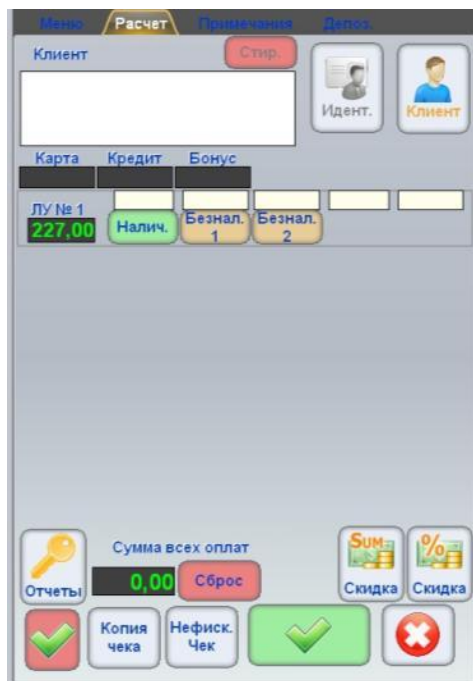 Меню Расчет Примечания Депоз.
Клиент Стир.
Идент. Клиент
Карта Кредит Бонус
ЛУ № 1
227,00 Налич. Безнал. 1 Безнал. 2
Сумма всех оплат
Отчеты 0,00 Сброс SUM Скидка % Скидка
Копия чека Нефиск. Чек